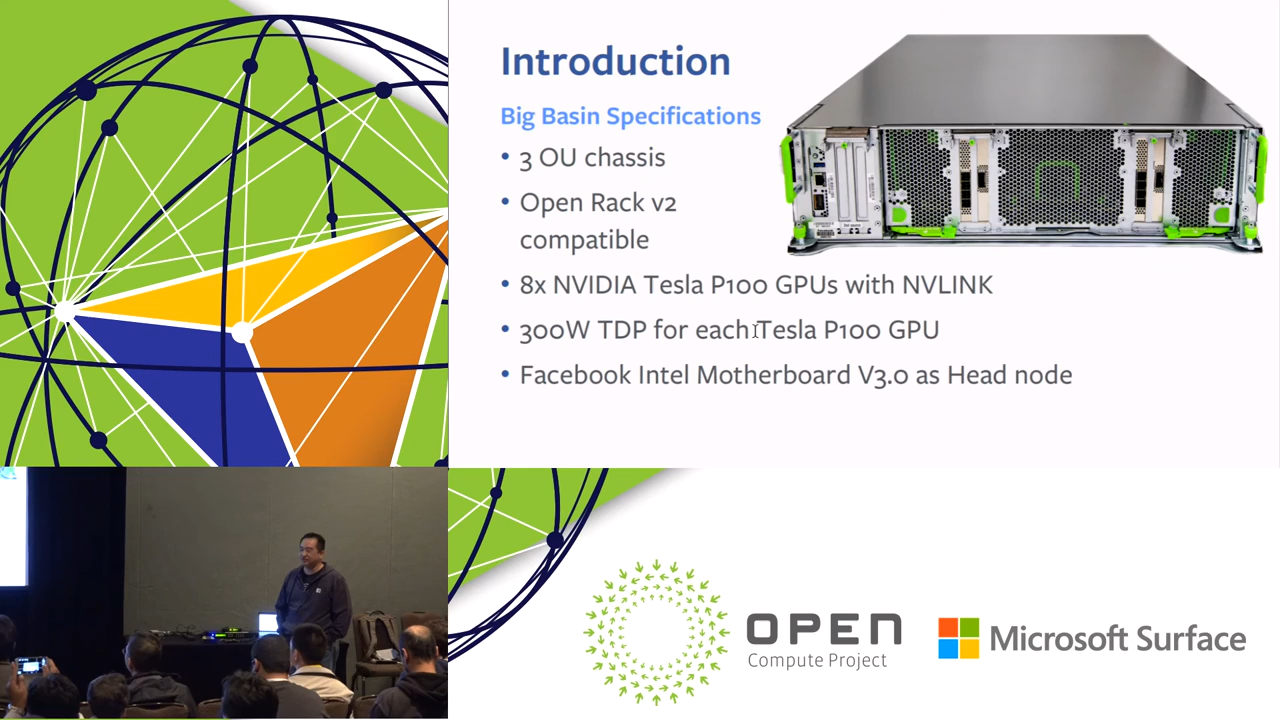 Introduction
Big Basin Specifications
• 3 OU chassis
• Open Rack v2
compatible
• 8x NVIDIA Tesla P100 GPUs with NVLINK
• 300W TDP for each Tesla P100 GPU
• Facebook Intel Motherboard V3.0 as Head node
OPEN
Compute Project
Microsoft Surface